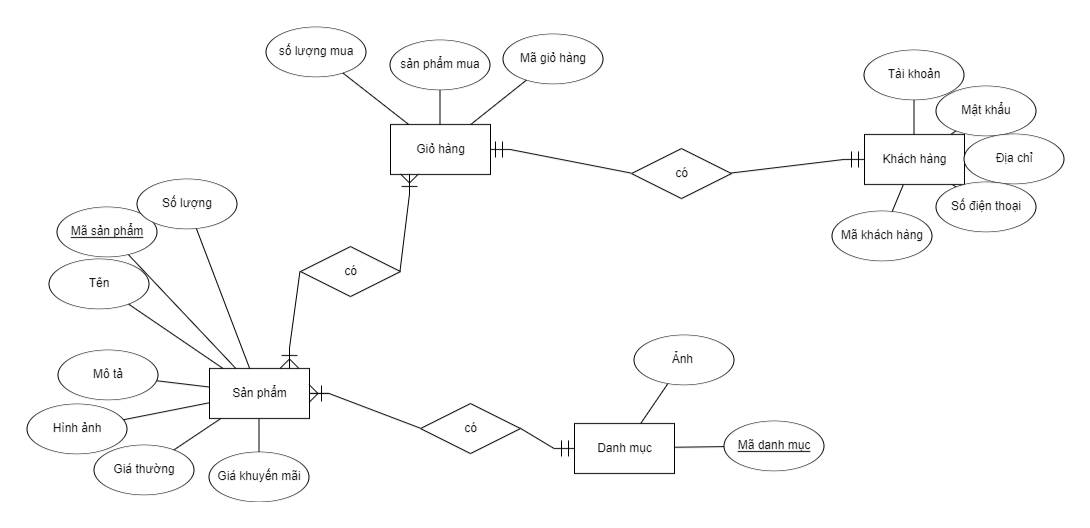 số lượng mua
sản phẩm mua
Mã giỏ hàng
Tài khoản
Mật khẩu
Giỏ hàng
có
Khách hàng
Địa chỉ
Số điện thoại
Mã khách hàng
Số lượng
Mã sản phẩm
Tên
có
Mô tả
Sản phẩm
Hình ảnh
Giá thường
Giá khuyến mãi
có
Ảnh
Danh mục
Mã danh mục